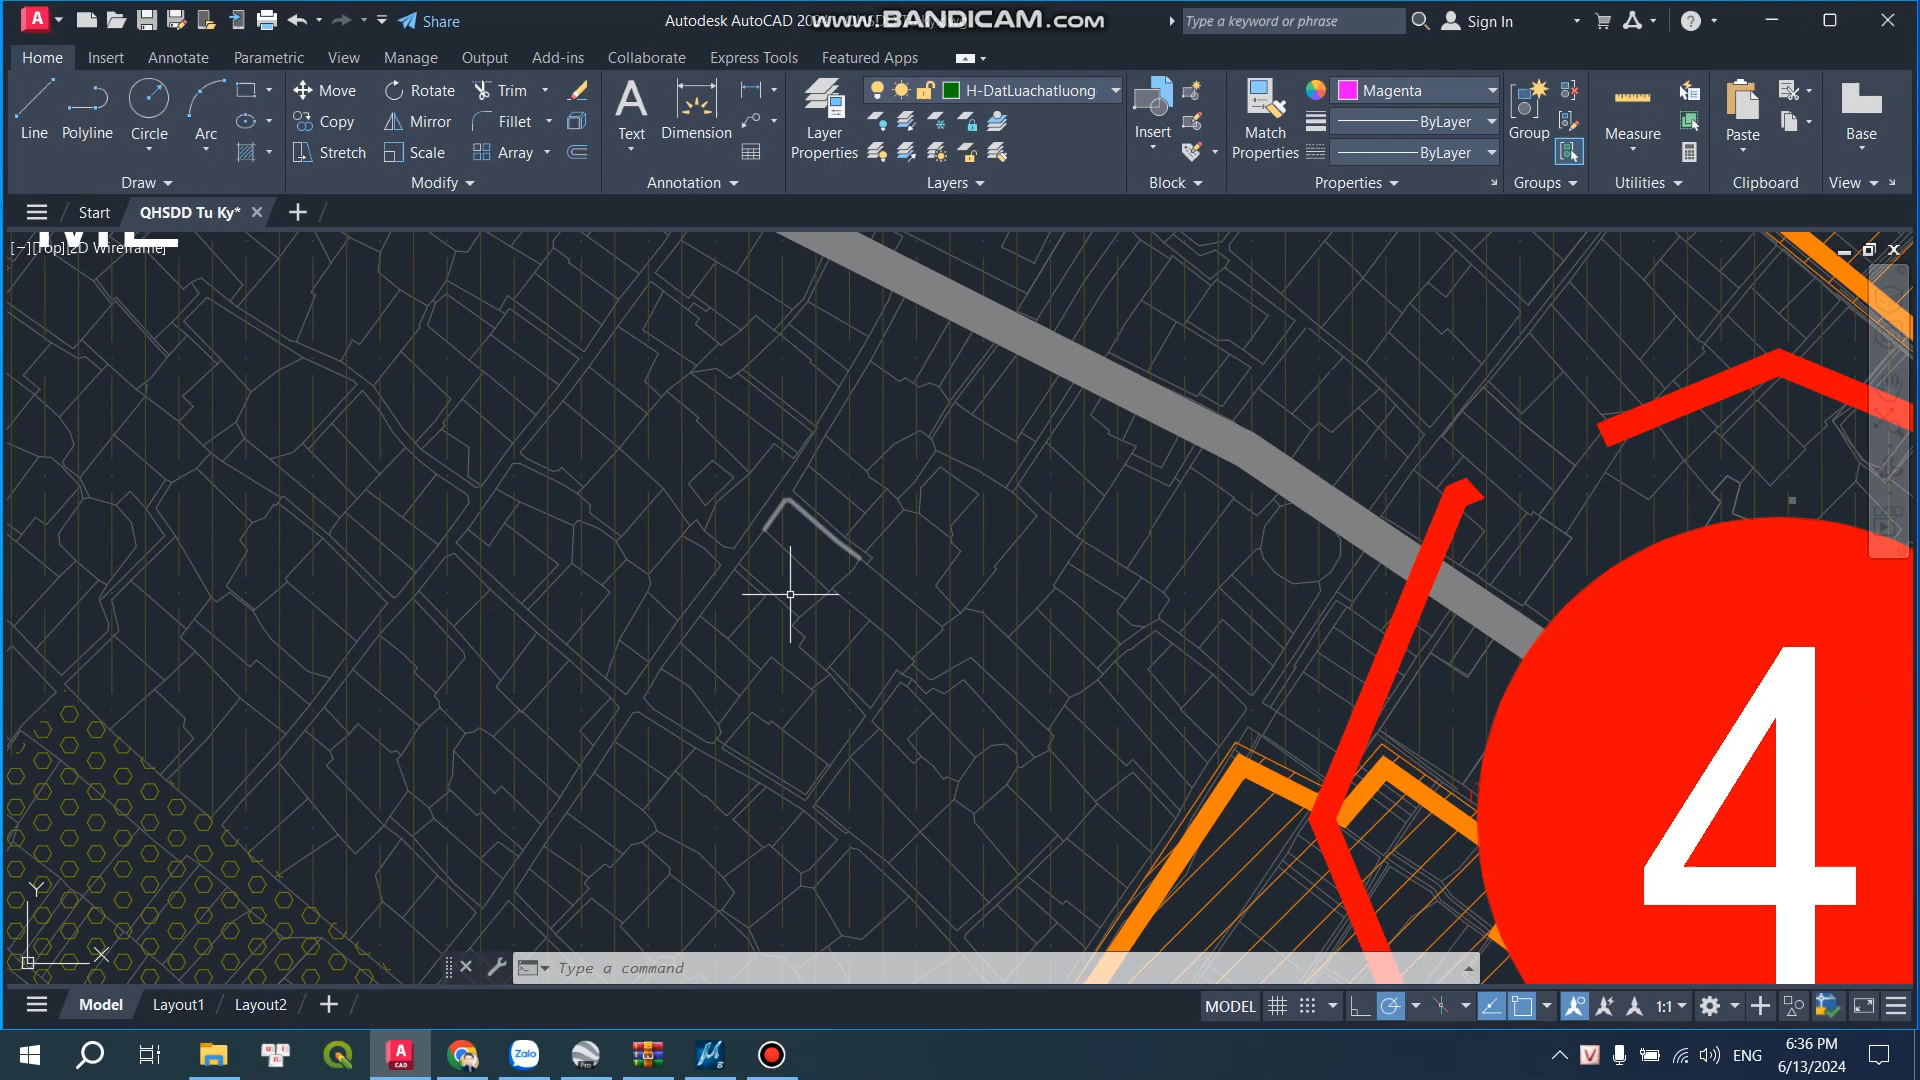 A CAD
Share
Autodesk AutoCAD 20
www.BANDICAM.com
Type a keyword or phrase
Sign In
Home Insert Annotate Parametric View Manage Output Add-ins Collaborate Express Tools Featured Apps
Line
Polyline
Circle
Arc
Draw
Move
Rotate
Trim
Copy
Mirror
Fillet
Stretch
Scale
Array
Modify
Text
Dimension
Annotation
Layer
Properties
H-DatLuachatluong
Layers
Insert
Block
Match
Properties
Magenta
ByLayer
ByLayer
Properties
Group
Groups
Measure
Utilities
Paste
Clipboard
Base
View
Start
QHSDD Tu Ky*
[−][Top][2D Wireframe]
4
Y
X
Type a command
Model Layout1 Layout2
MODEL
1:1
Zalo
Pro
A CAD
V
ENG
6:36 PM
6/13/2024